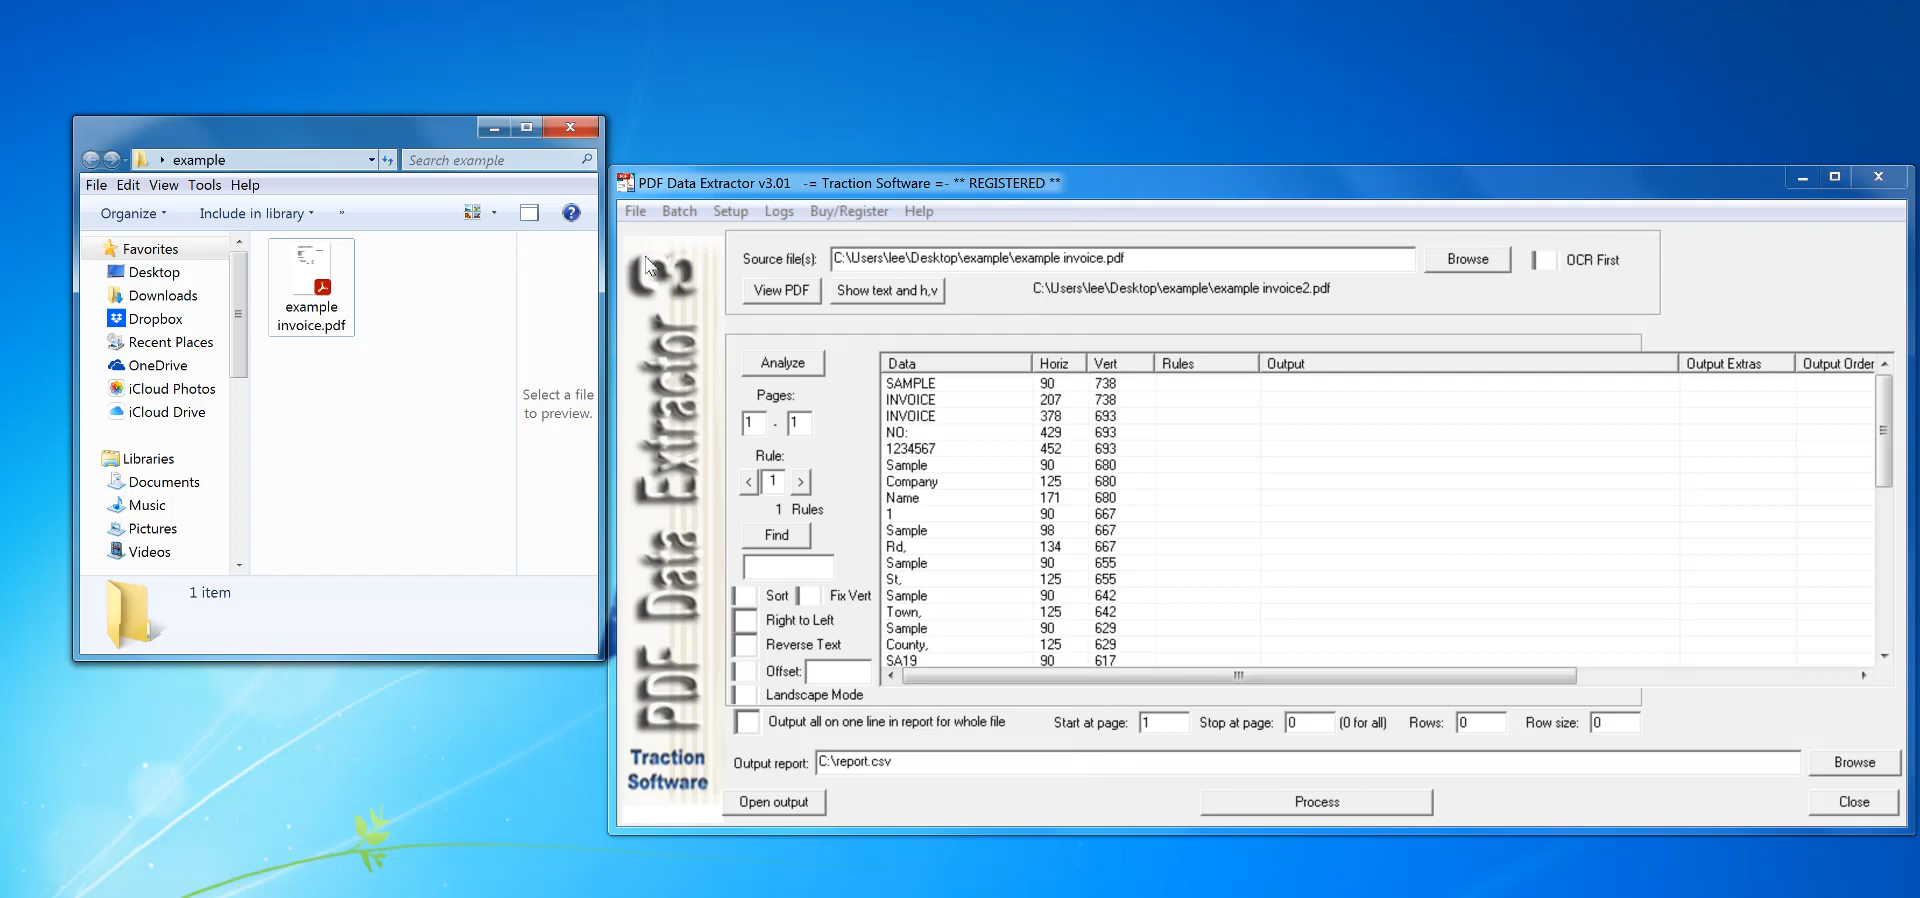 example
Search example
File Edit View Tools Help
Organize
Include in library
»
Favorites
Desktop
Downloads
Dropbox
Recent Places
OneDrive
iCloud Photos
iCloud Drive
Libraries
Documents
Music
Pictures
Videos
example
invoice.pdf
Select a file
to preview.
1 item
PDF Data Extractor v3.01 -= Traction Software =- ** REGISTERED **
File Batch Setup Logs Buy/Register Help
PDF Data Extractor 3
Traction
Software
Source file(s): C:\Users\lee\Desktop\example\example invoice.pdf Browse OCR First
View PDF Show text and h,v C:\Users\lee\Desktop\example\example invoice2.pdf
Analyze
Pages:
1 - 1
Rule:
< 1 >
1 Rules
Find
Sort Fix Vert
Right to Left
Reverse Text
Offset:
Landscape Mode
Data Horiz Vert Rules Output Output Extras Output Order
SAMPLE 90 738
INVOICE 207 738
INVOICE 378 693
NO: 429 693
1234567 452 693
Sample 90 680
Company 125 680
Name 171 680
1 90 667
Sample 98 667
Rd, 134 667
Sample 90 655
St, 125 655
Sample 90 642
Town, 125 642
Sample 90 629
County, 125 629
SA19 90 617
Output all on one line in report for whole file Start at page: 1 Stop at page: 0 (0 for all) Rows: 0 Row size: 0
Output report: C:\report.csv Browse
Open output Process Close